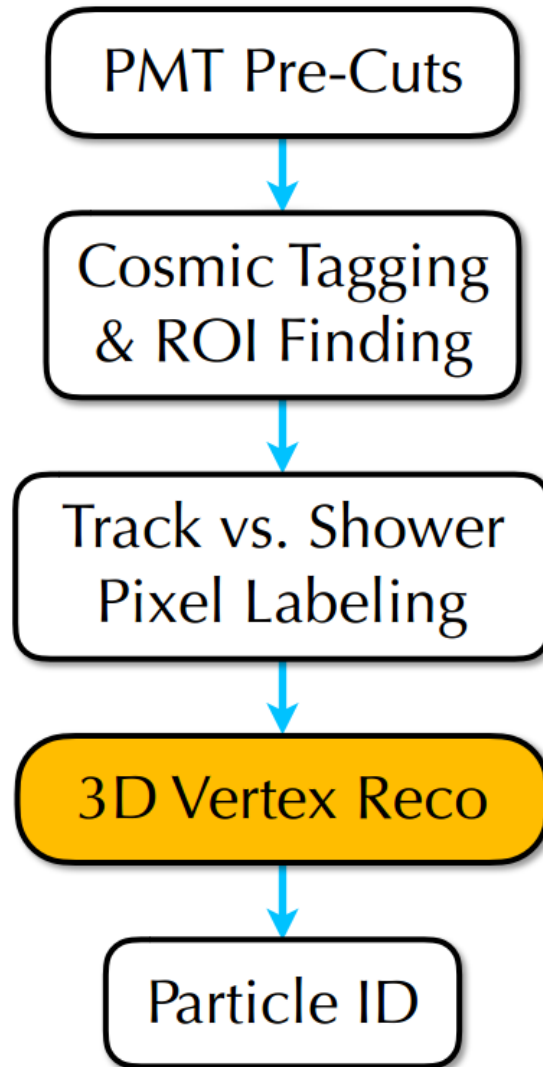 PMT Pre-Cuts
Cosmic Tagging
& ROI Finding
Track vs. Shower
Pixel Labeling
3D Vertex Reco
Particle ID